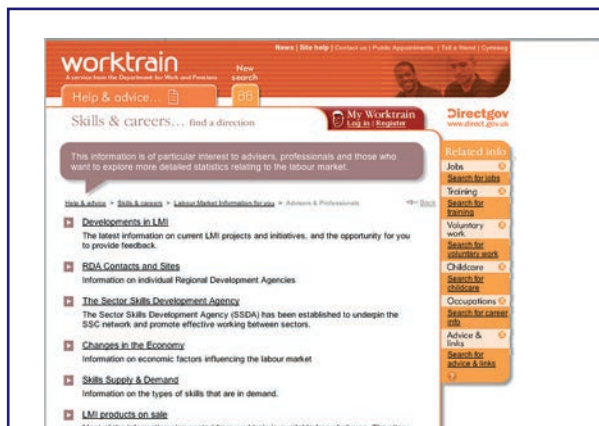 News | Site help | Contact us | Public Appointments | Tell a friend | Cymraeg
worktrain
A service from the Department for Work and Pensions
New
search
Help & advice...
Skills & careers... find a direction
My Worktrain
Log in | Register
Directgov
www.direct.gov.uk
This information is of particular interest to advisers, professionals and those who
want to explore more detailed statistics relating to the labour market.
Help & advice > Skills & careers > Labour Market Information for you > Advisers & Professionals
Back
Developments in LMI
The latest information on current LMI projects and initiatives, and the opportunity for you
to provide feedback.
RDA Contacts and Sites
Information on individual Regional Development Agencies
The Sector Skills Development Agency
The Sector Skills Development Agency (SSDA) has been established to underpin the
SSC network and promote effective working between sectors.
Changes in the Economy
Information on economic factors influencing the labour market
Skills Supply & Demand
Information on the types of skills that are in demand.
LMI products on sale
Related info
Jobs
Search for jobs
Training
Search for
training
Voluntary
work
Search for
voluntary work
Childcare
Search for
childcare
Occupations
Search for career
info
Advice &
links
Search for
advice & links
?